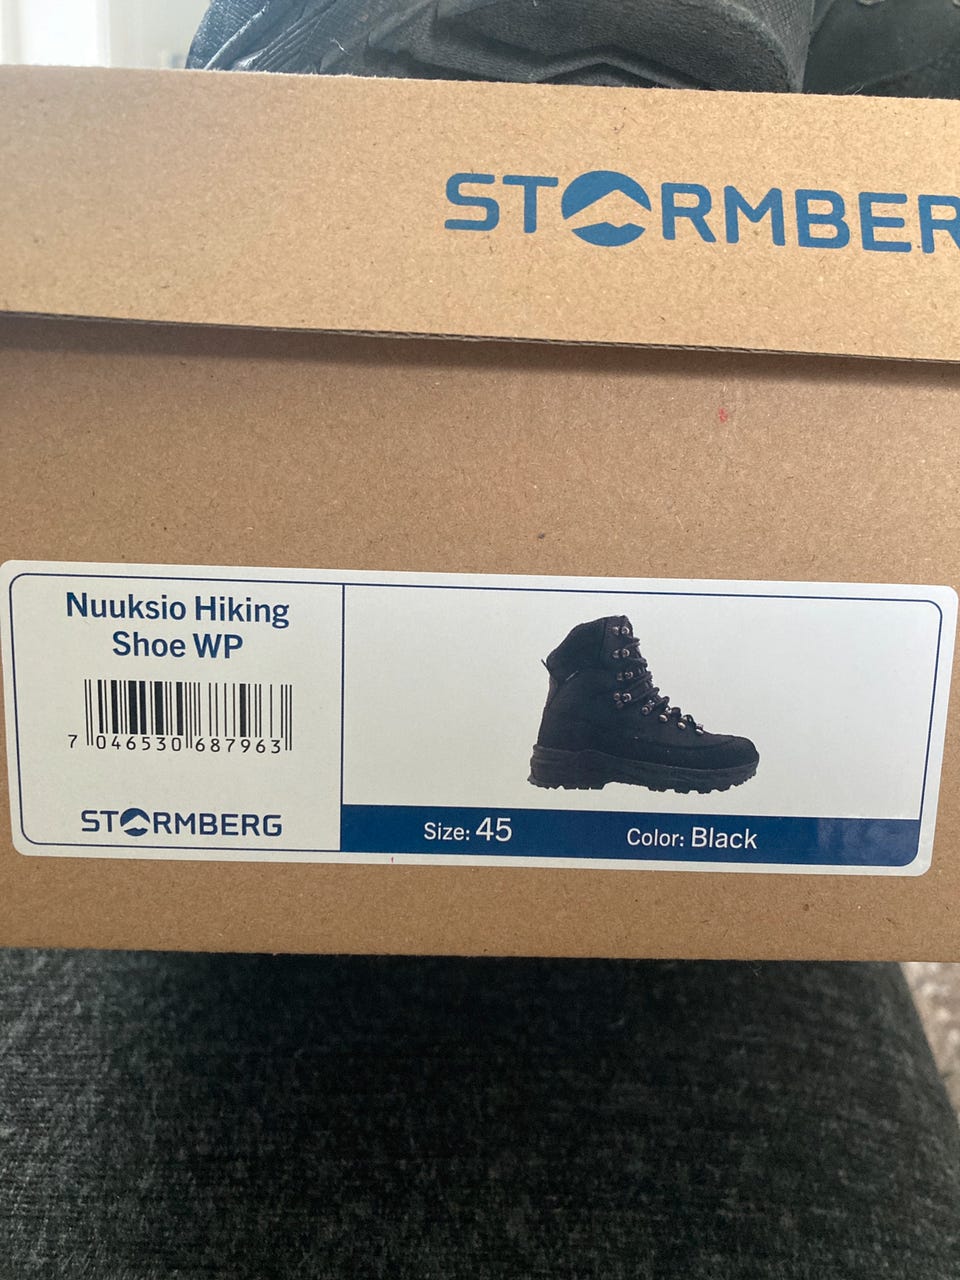 STORMBER
Nuuksio Hiking
Shoe WP
7 046530 687963
STORMBERG
Size: 45
Color: Black